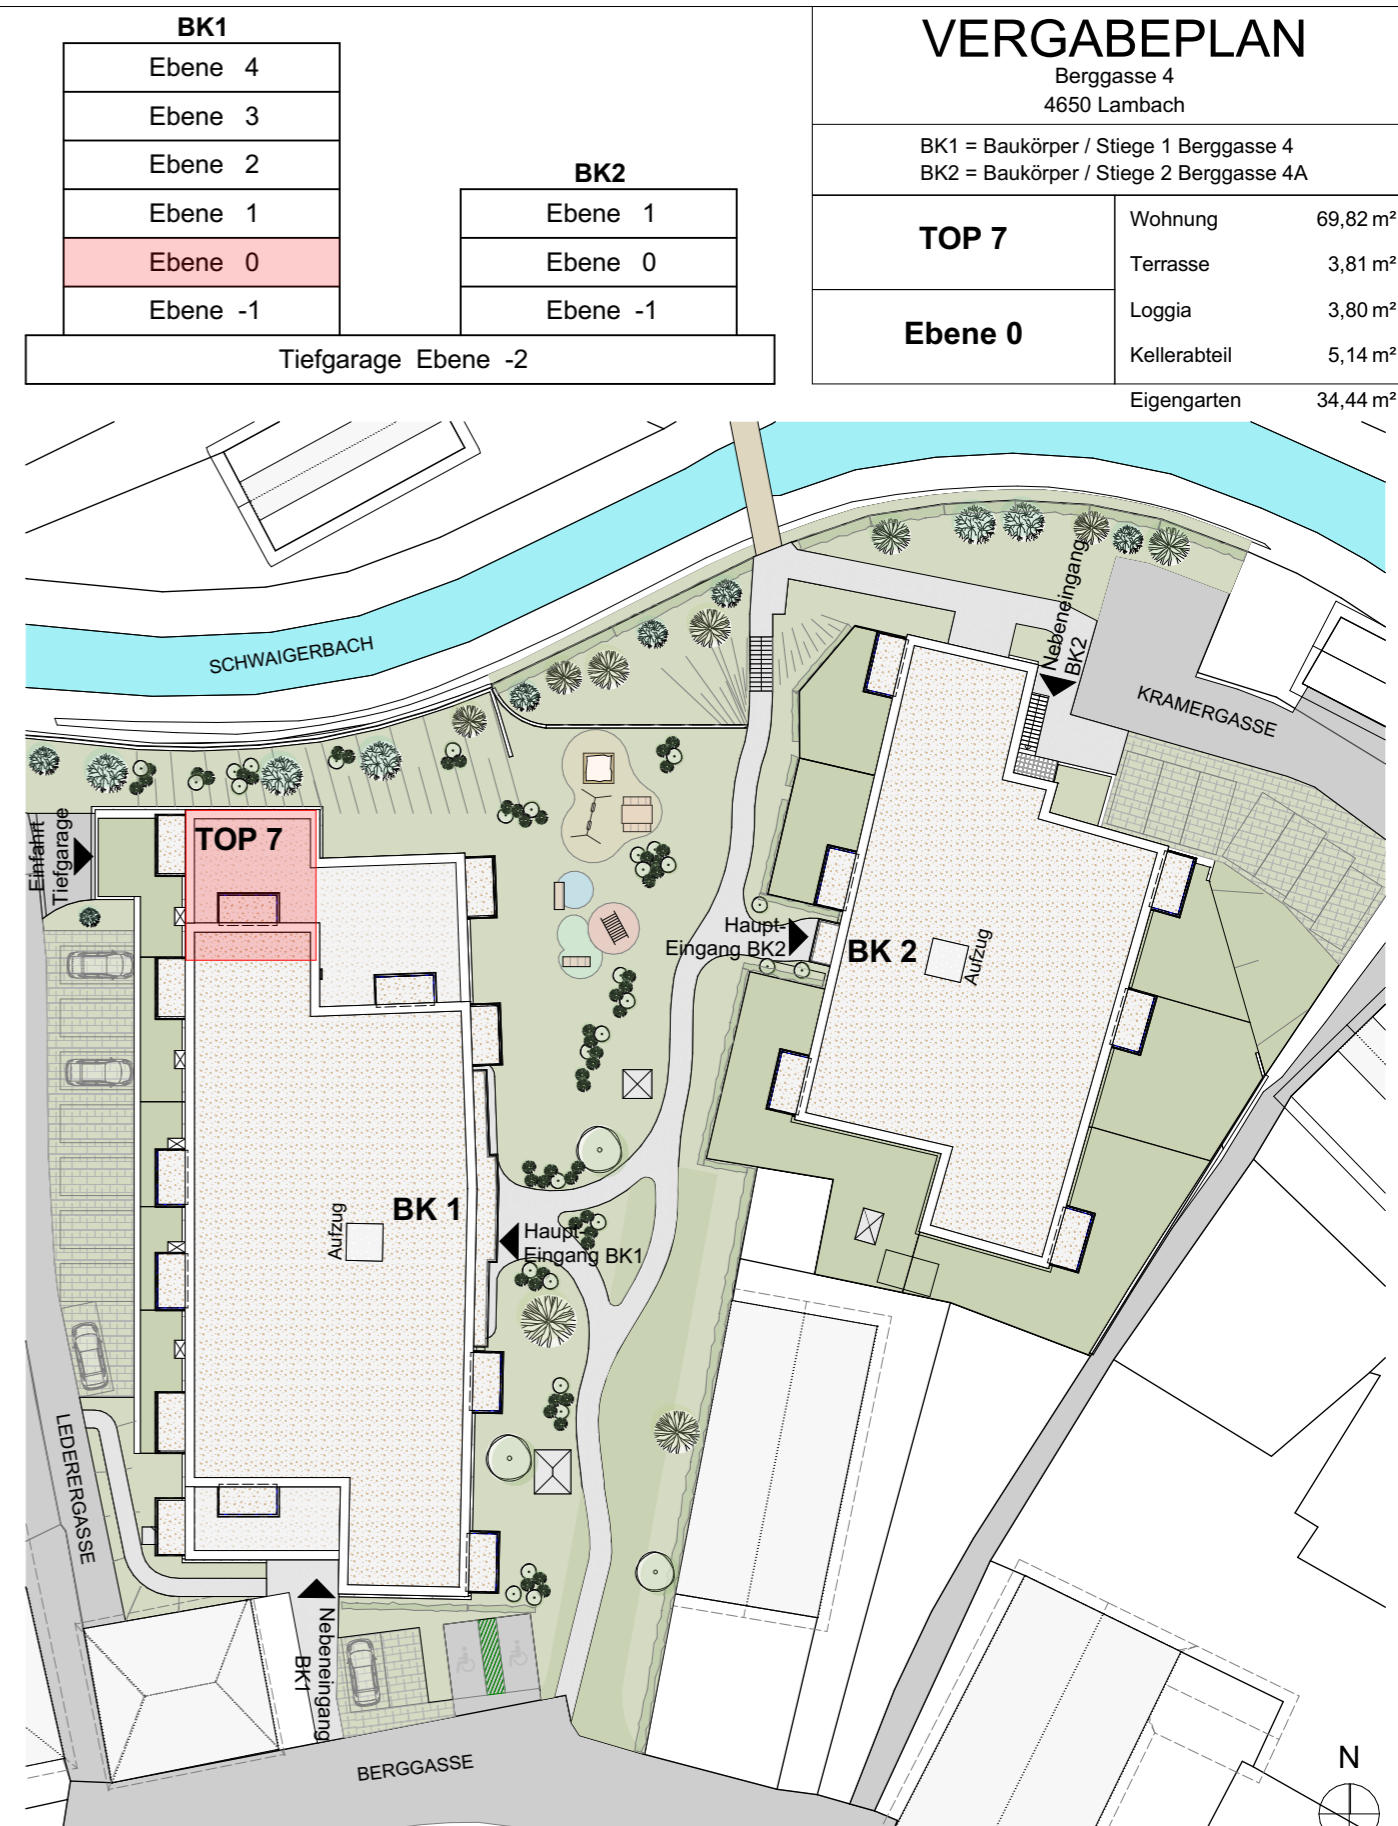 BK1
Ebene 4
Ebene 3
Ebene 2
Ebene 1
Ebene 0
Ebene -1
BK2
Ebene 1
Ebene 0
Ebene -1
Tiefgarage Ebene -2
VERGABEPLAN
Berggasse 4
4650 Lambach
BK1 = Baukörper / Stiege 1 Berggasse 4
BK2 = Baukörper / Stiege 2 Berggasse 4A
TOP 7
Ebene 0
Wohnung 69,82 m²
Terrasse 3,81 m²
Loggia 3,80 m²
Kellerabteil 5,14 m²
Eigengarten 34,44 m²
SCHWAIGERBACH
Nebeneingang
BK2
KRAMERGASSE
Einfahrt
Tiefgarage
TOP 7
Haupt-
Eingang BK2
BK 2
Aufzug
BK 1
Aufzug
Haupt-
Eingang BK1
LEDERERGASSE
Nebeneingang
BK1
BERGGASSE
N